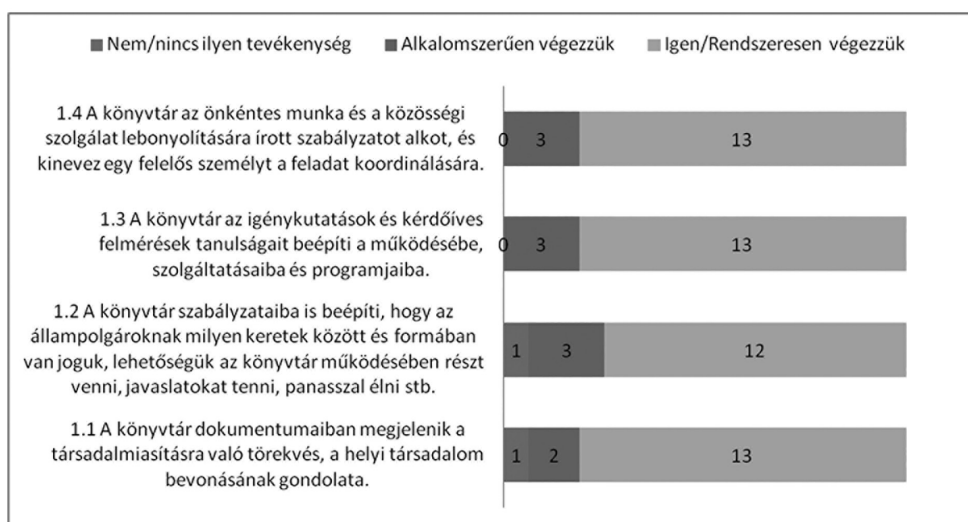 Nem/nincs ilyen tevékenység Alkalomszerűen végezzük Igen/Rendszeresen végezzük
1.4 A könyvtár az önkéntes munka és a közösségi
szolgálat lebonyolítására írott szabályzatot alkot, és
kinevez egy felelős személyt a feladat koordinálására.
0 3 13
1.3 A könyvtár az igénykutatások és kérdőíves
felmérések tanulságait beépíti a működésébe,
szolgáltatásaiba és programjaiba.
0 3 13
1.2 A könyvtár szabályzataiba is beépíti, hogy az
állampolgároknak milyen keretek között és formában
van joguk, lehetőségük az könyvtár működésében részt
venni, javaslatokat tenni, panasszal élni stb.
1 3 12
1.1 A könyvtár dokumentumaiban megjelenik a
társadalmiasításra való törekvés, a helyi társadalom
bevonásának gondolata.
1 2 13